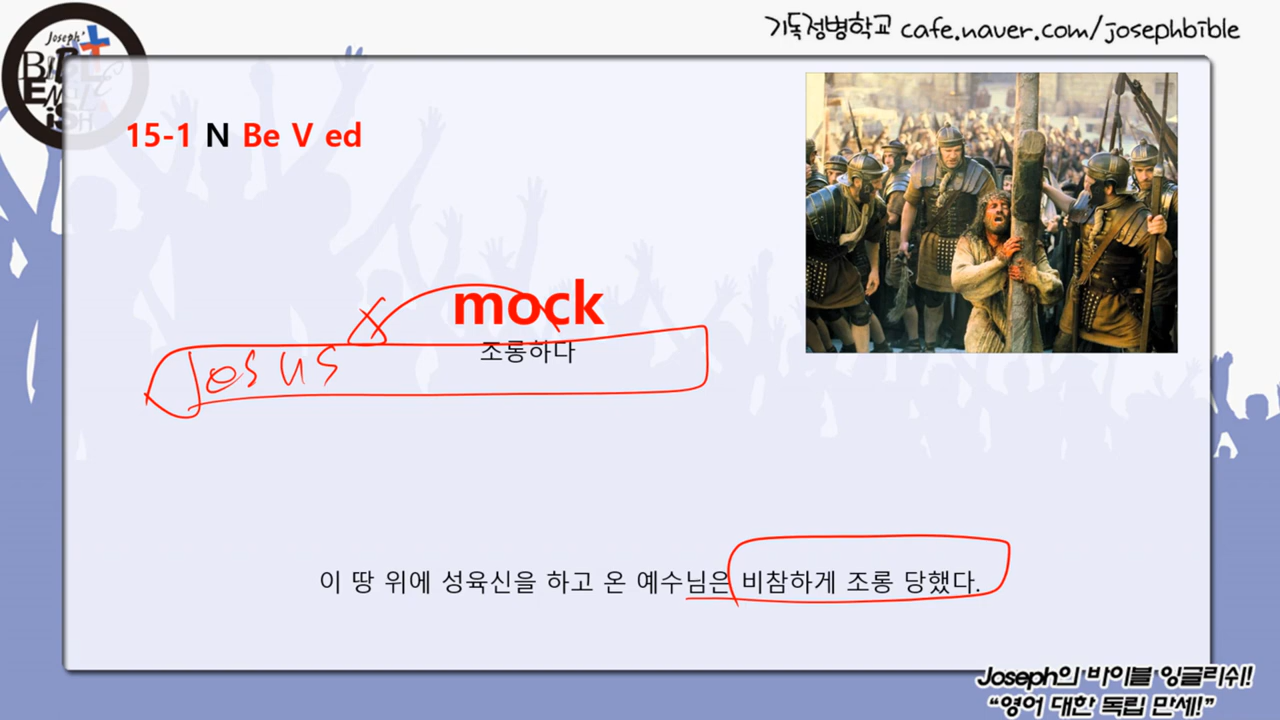 Joseph'
BIBLE
ENGLISH
기독정병학교 cafe.naver.com/josephbible
15-1 N Be V ed
mock
조롱하다
Jesus
이 땅 위에 성육신을 하고 온 예수님은 비참하게 조롱 당했다.
Joseph의 바이블 잉글리쉬!
"영어 대한 독립 만세!"